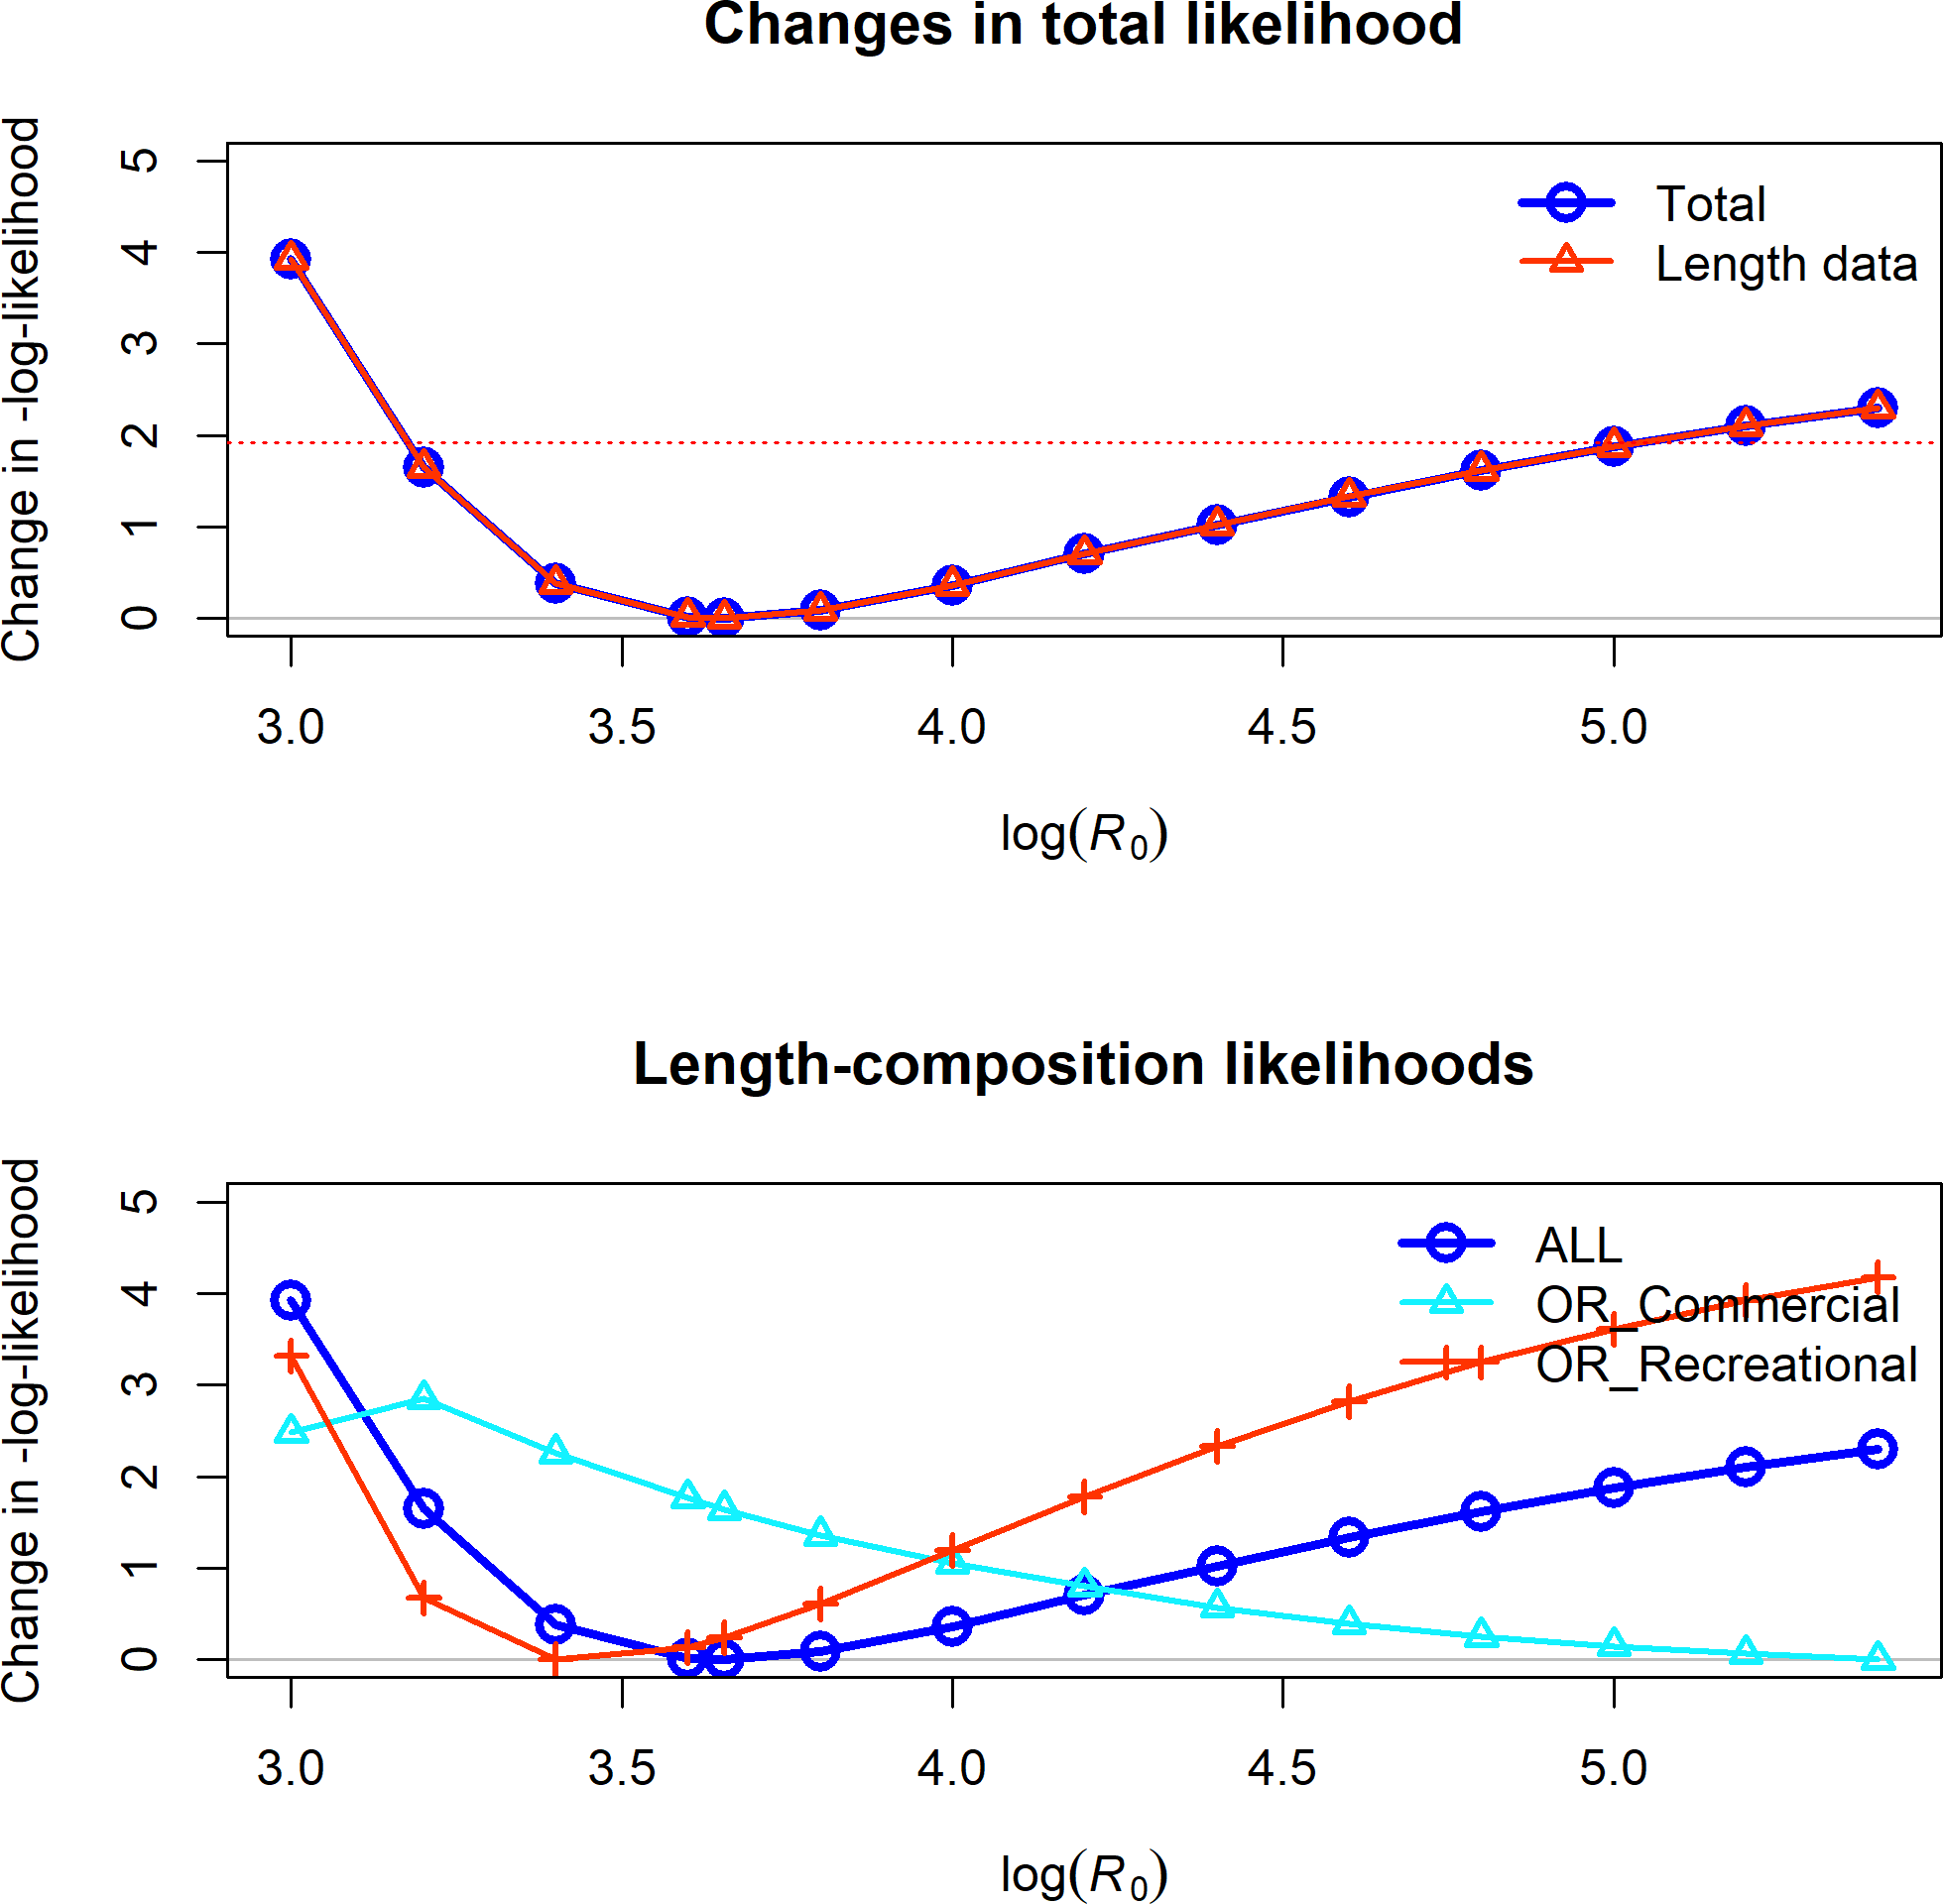 Changes in total likelihood
Change in -log-likelihood
5
4
3
2
1
0
Total
Length data
3.0 3.5 4.0 4.5 5.0
log(R₀)
Length-composition likelihoods
Change in -log-likelihood
5
4
3
2
1
0
ALL
OR_Commercial
OR_Recreational
3.0 3.5 4.0 4.5 5.0
log(R₀)